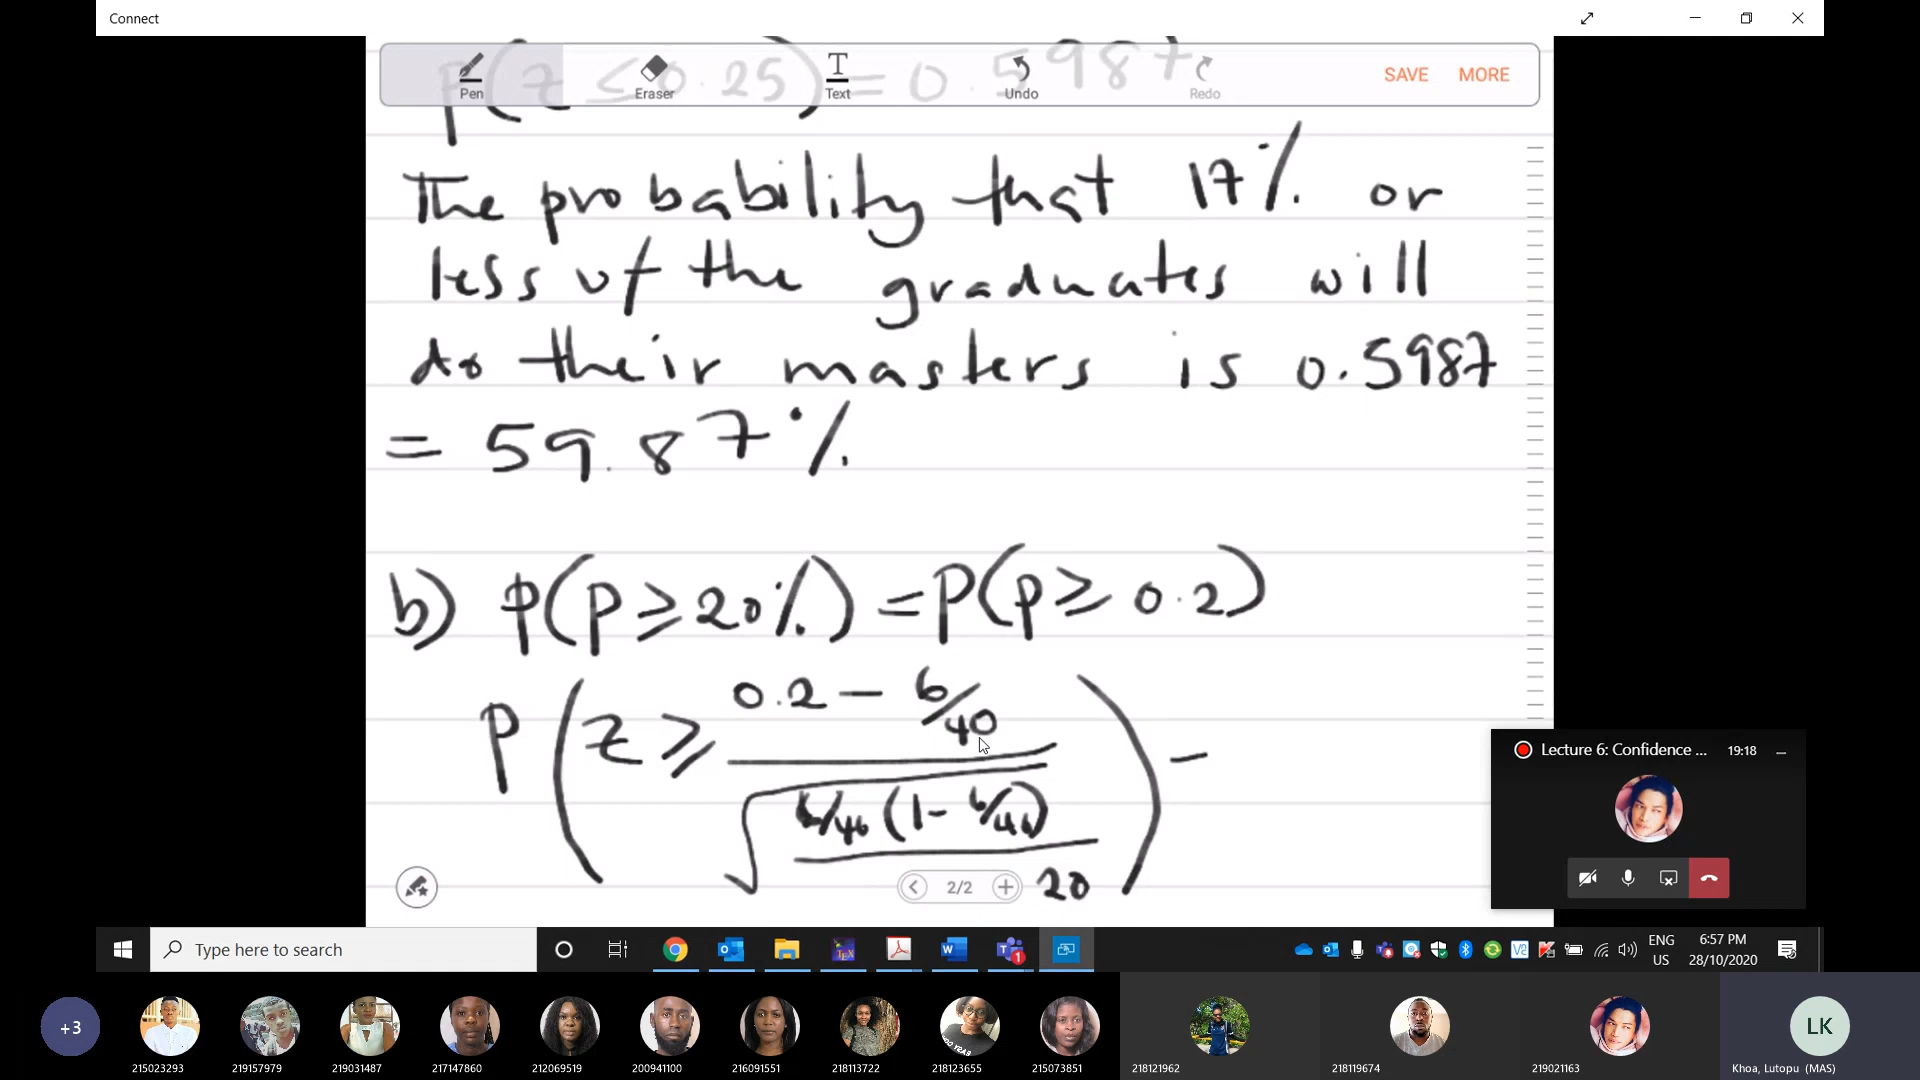 Connect
P(Z ≤ 0.25) = 0.5987
Pen
Eraser
Text
Undo
Redo
SAVE
MORE
The probability that 17% or
less of the graduates will
do their masters is 0.5987
= 59.87%
b) P(p ≥ 20%) = P(p ≥ 0.2)
P(Z ≥ (0.2 - 6/40) / √(6/40 (1 - 6/40) / 20)) -
2/2
Lecture 6: Confidence ...
19:18
Type here to search
ENG
US
6:57 PM
28/10/2020
+3
215023293
219157979
219031487
217147860
212069519
200941100
216091551
218113722
218123655
215073851
218121962
218119674
219021163
LK
Khoa, Lutopu (MAS)